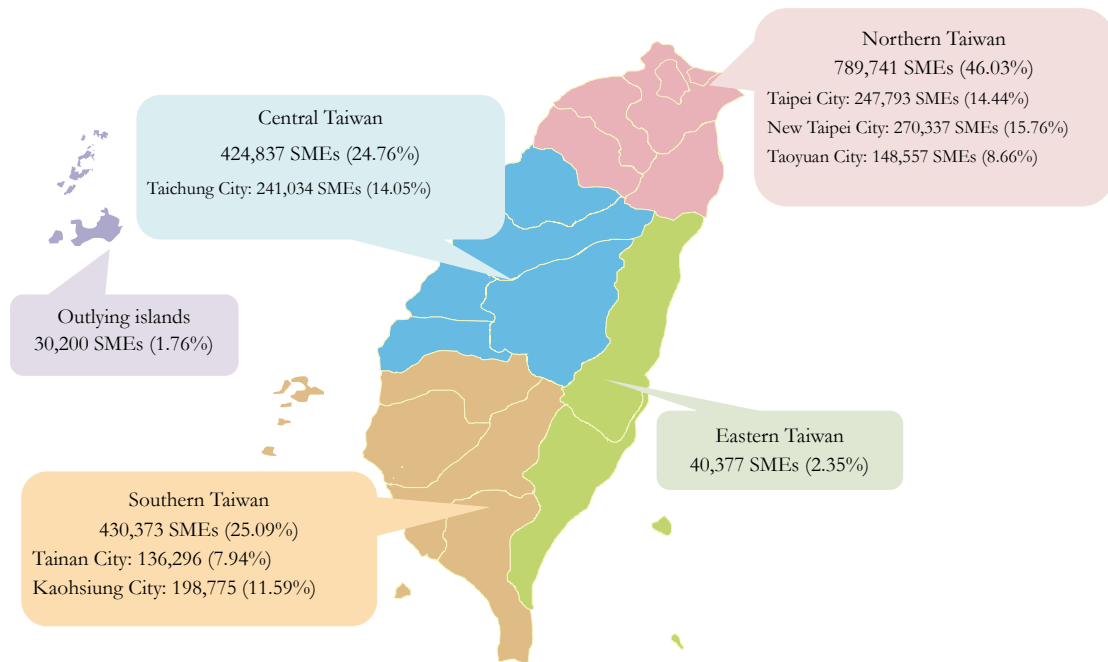 Northern Taiwan
789,741 SMEs (46.03%)
Taipei City: 247,793 SMEs (14.44%)
New Taipei City: 270,337 SMEs (15.76%)
Taoyuan City: 148,557 SMEs (8.66%)
Central Taiwan
424,837 SMEs (24.76%)
Taichung City: 241,034 SMEs (14.05%)
Outlying islands
30,200 SMEs (1.76%)
Eastern Taiwan
40,377 SMEs (2.35%)
Southern Taiwan
430,373 SMEs (25.09%)
Tainan City: 136,296 (7.94%)
Kaohsiung City: 198,775 (11.59%)